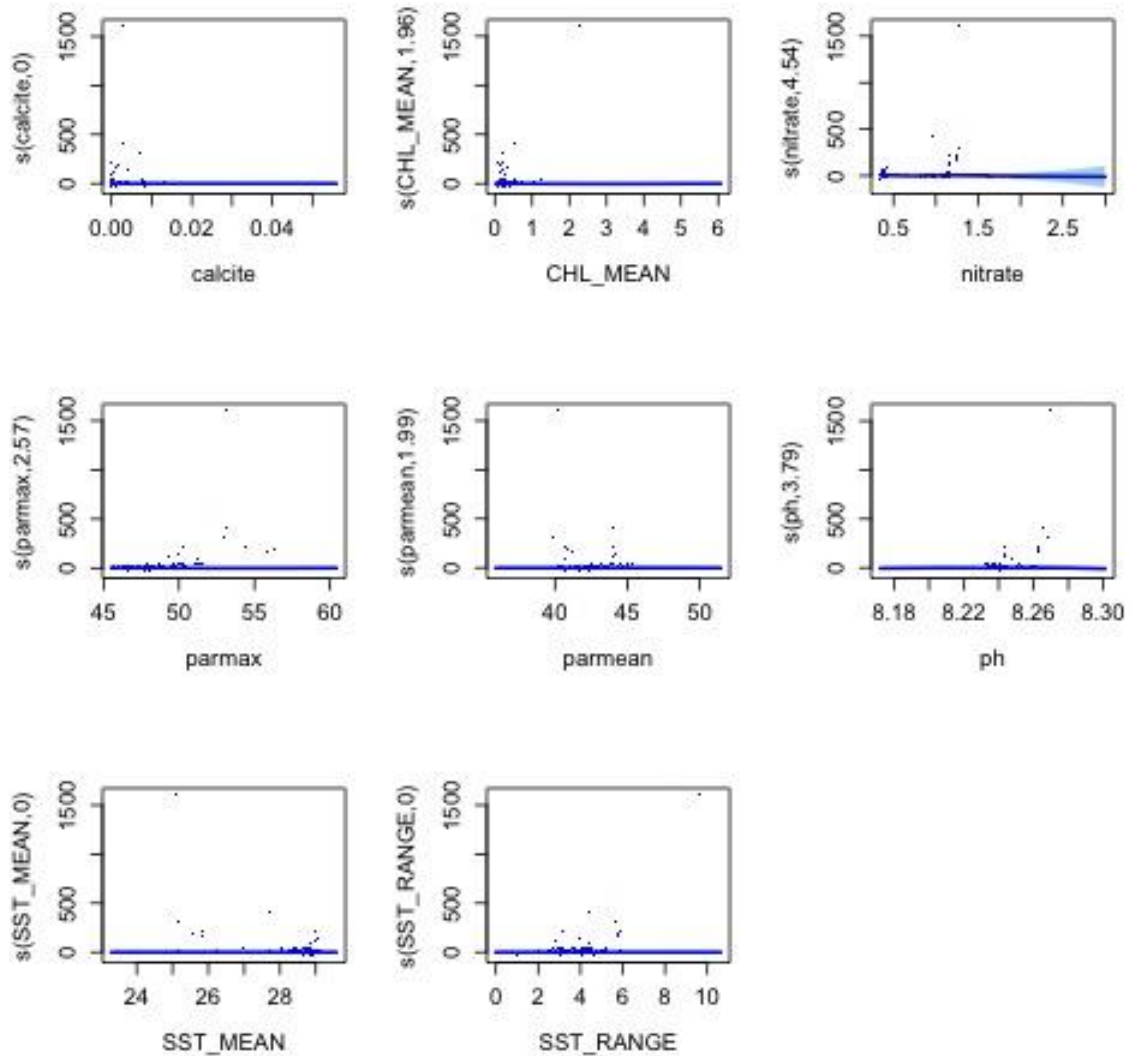 s(calcite,0)
1500
500
0
0.00 0.02 0.04
calcite
s(CHL_MEAN,1.96)
1500
500
0
0 1 2 3 4 5 6
CHL_MEAN
s(nitrate,4.54)
1500
500
0
0.5 1.5 2.5
nitrate
s(parmax,2.57)
1500
500
0
45 50 55 60
parmax
s(parmean,1.99)
1500
500
0
40 45 50
parmean
s(ph,3.79)
1500
500
0
8.18 8.22 8.26 8.30
ph
s(SST_MEAN,0)
1500
500
0
24 26 28
SST_MEAN
s(SST_RANGE,0)
1500
500
0
0 2 4 6 8 10
SST_RANGE